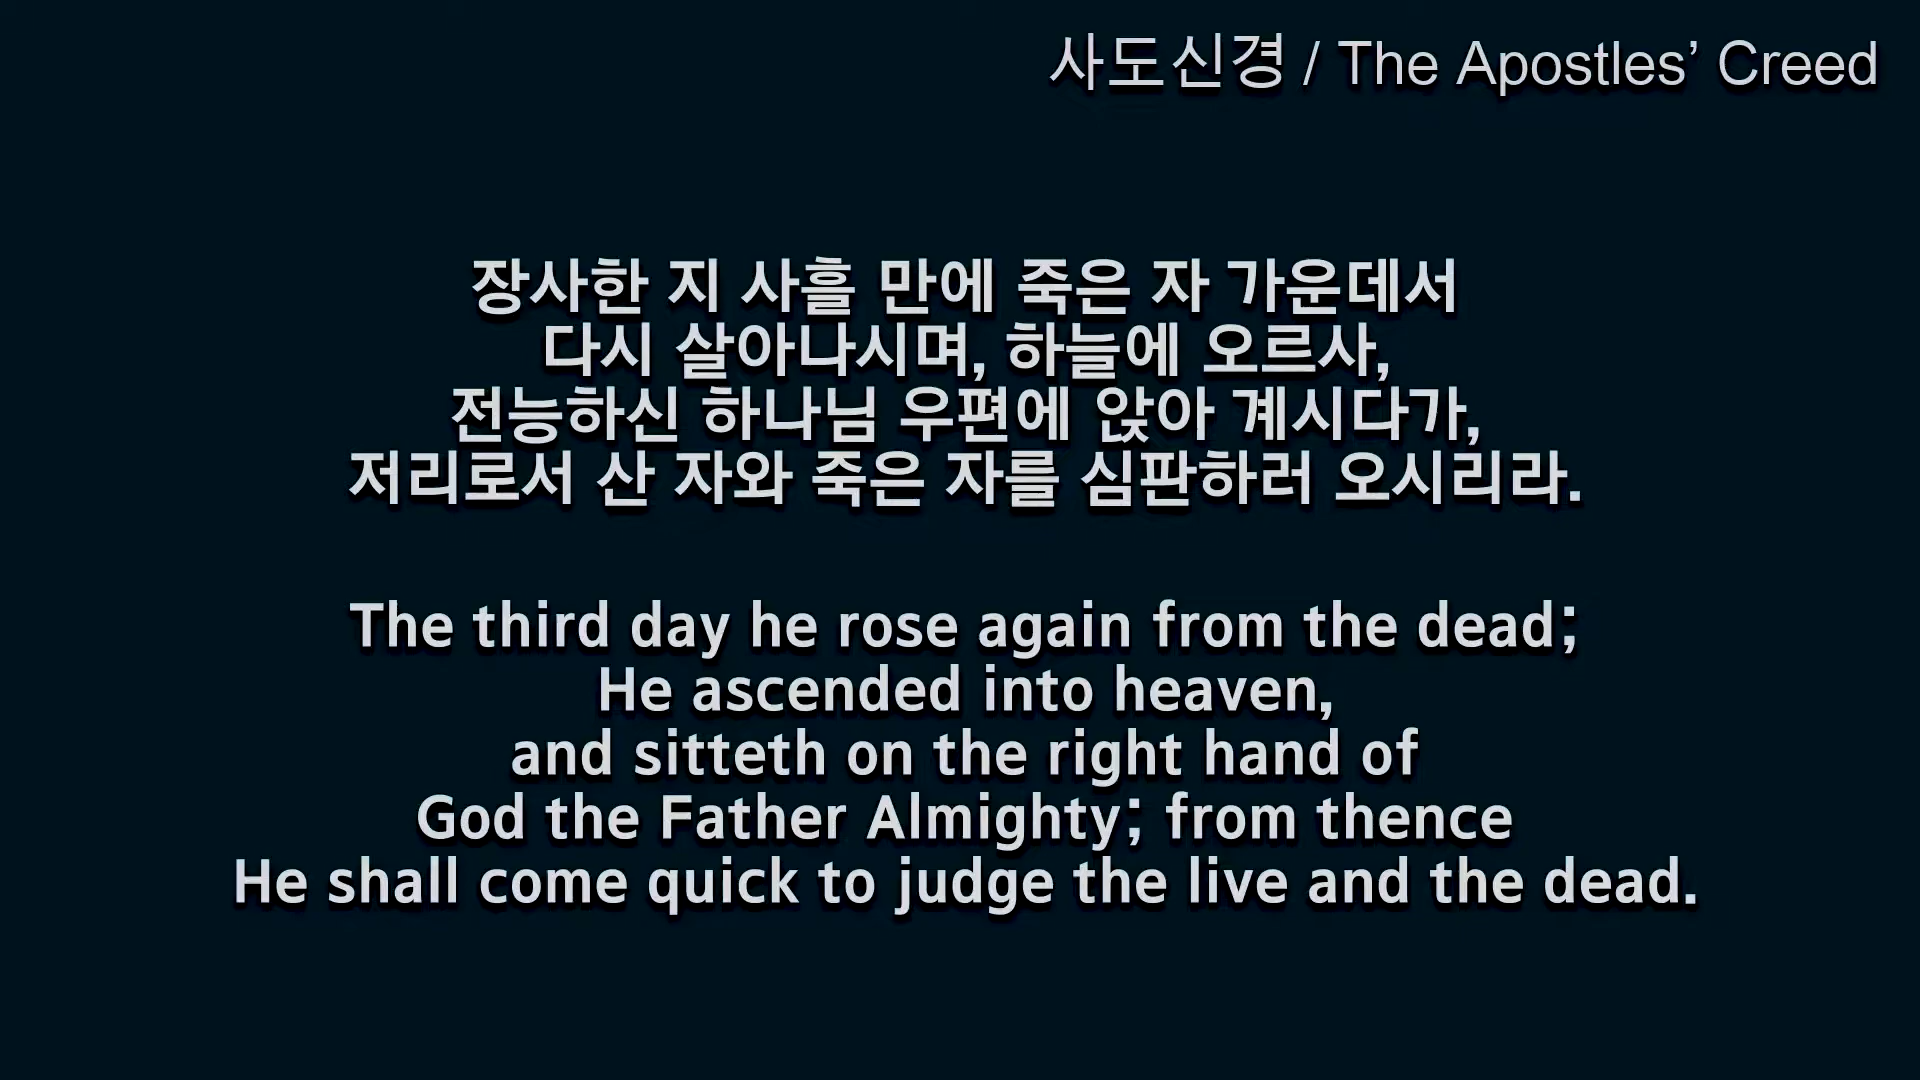 사도신경 / The Apostles’ Creed
장사한 지 사흘 만에 죽은 자 가운데서
다시 살아나시며, 하늘에 오르사,
전능하신 하나님 우편에 앉아 계시다가,
저리로서 산 자와 죽은 자를 심판하러 오시리라.
The third day he rose again from the dead;
He ascended into heaven,
and sitteth on the right hand of
God the Father Almighty; from thence
He shall come quick to judge the live and the dead.